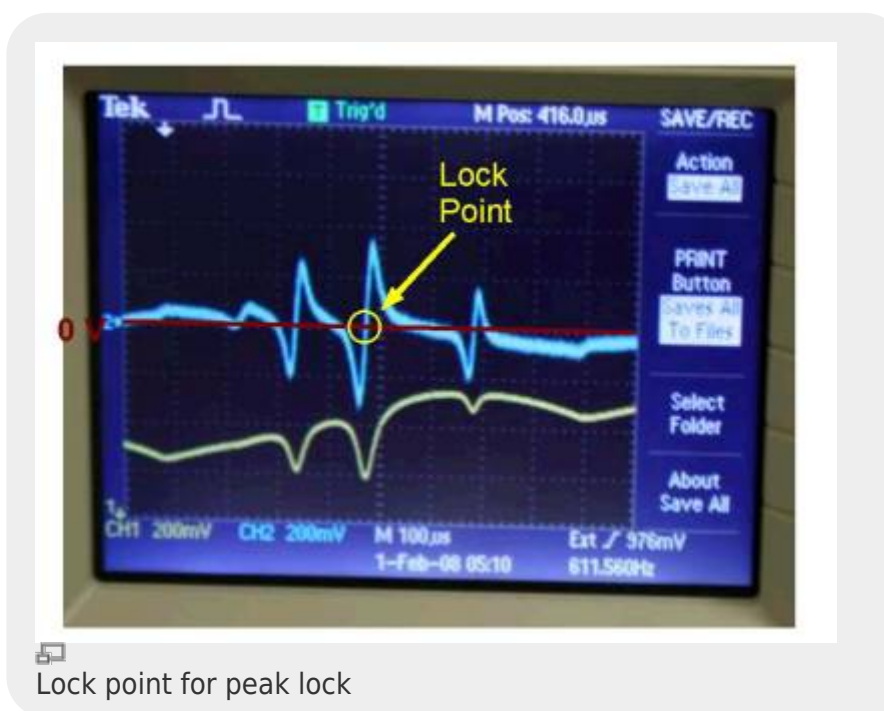 Tek
T Trig'd
M Pos: 416.0µs
SAVE/REC
Action
Save All
Lock
Point
PRINT
Button
Saves All
To Files
0 V
2
Select
Folder
About
Save All
1
CH1 200mV
CH2 200mV
M 100µs
Ext
976mV
1-Feb-08 05:10
611.560Hz
Lock point for peak lock